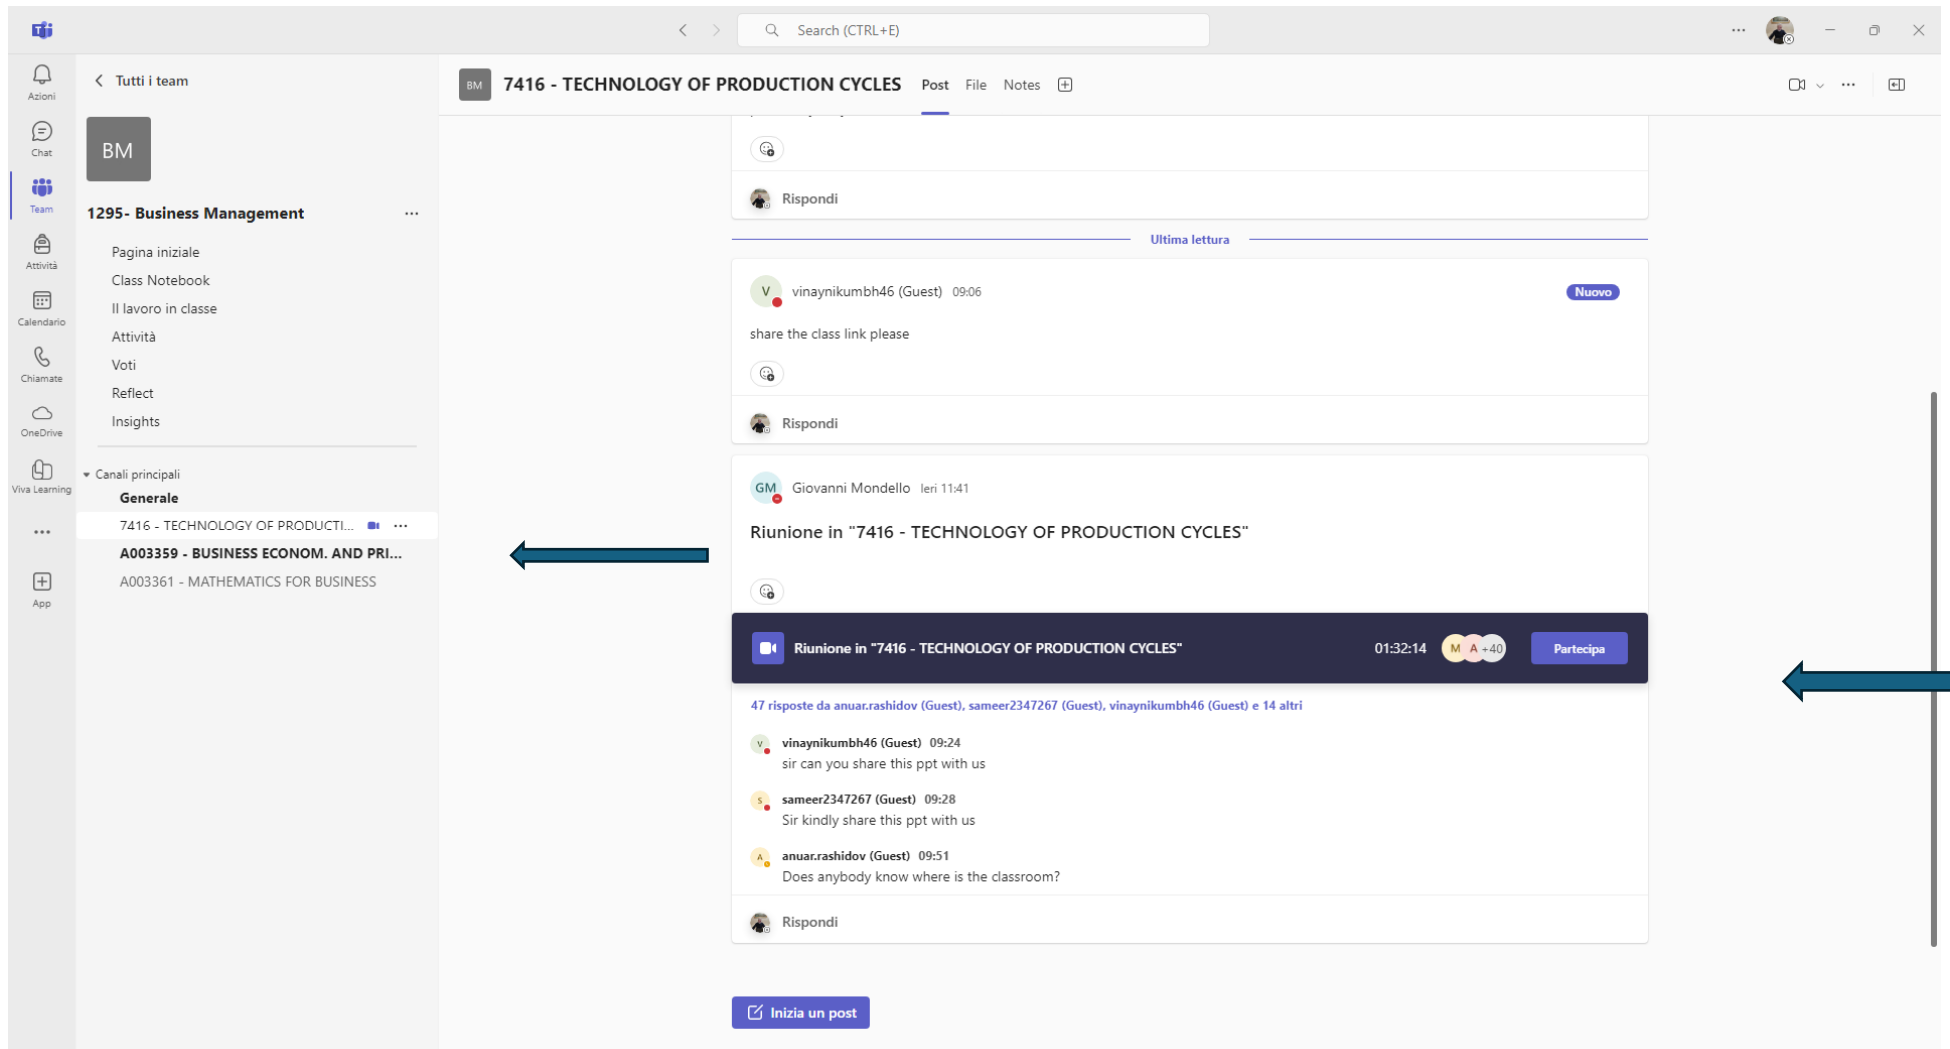 Search (CTRL+E)
Azioni
Chat
Team
Attività
Calendario
Chiamate
OneDrive
Viva Learning
App
Tutti i team
BM
1295- Business Management
Pagina iniziale
Class Notebook
Il lavoro in classe
Attività
Voti
Reflect
Insights
Canali principali
Generale
7416 - TECHNOLOGY OF PRODUCTI...
A003359 - BUSINESS ECONOM. AND PRI...
A003361 - MATHEMATICS FOR BUSINESS
BM 7416 - TECHNOLOGY OF PRODUCTION CYCLES Post File Notes
Rispondi
Ultima lettura
V vinaynikumbh46 (Guest) 09:06 Nuovo
share the class link please
Rispondi
GM Giovanni Mondello Ieri 11:41
Riunione in "7416 - TECHNOLOGY OF PRODUCTION CYCLES"
Riunione in "7416 - TECHNOLOGY OF PRODUCTION CYCLES" 01:32:14 M A +40 Partecipa
47 risposte da anuar.rashidov (Guest), sameer2347267 (Guest), vinaynikumbh46 (Guest) e 14 altri
V vinaynikumbh46 (Guest) 09:24
sir can you share this ppt with us
S sameer2347267 (Guest) 09:28
Sir kindly share this ppt with us
A anuar.rashidov (Guest) 09:51
Does anybody know where is the classroom?
Rispondi
Inizia un post